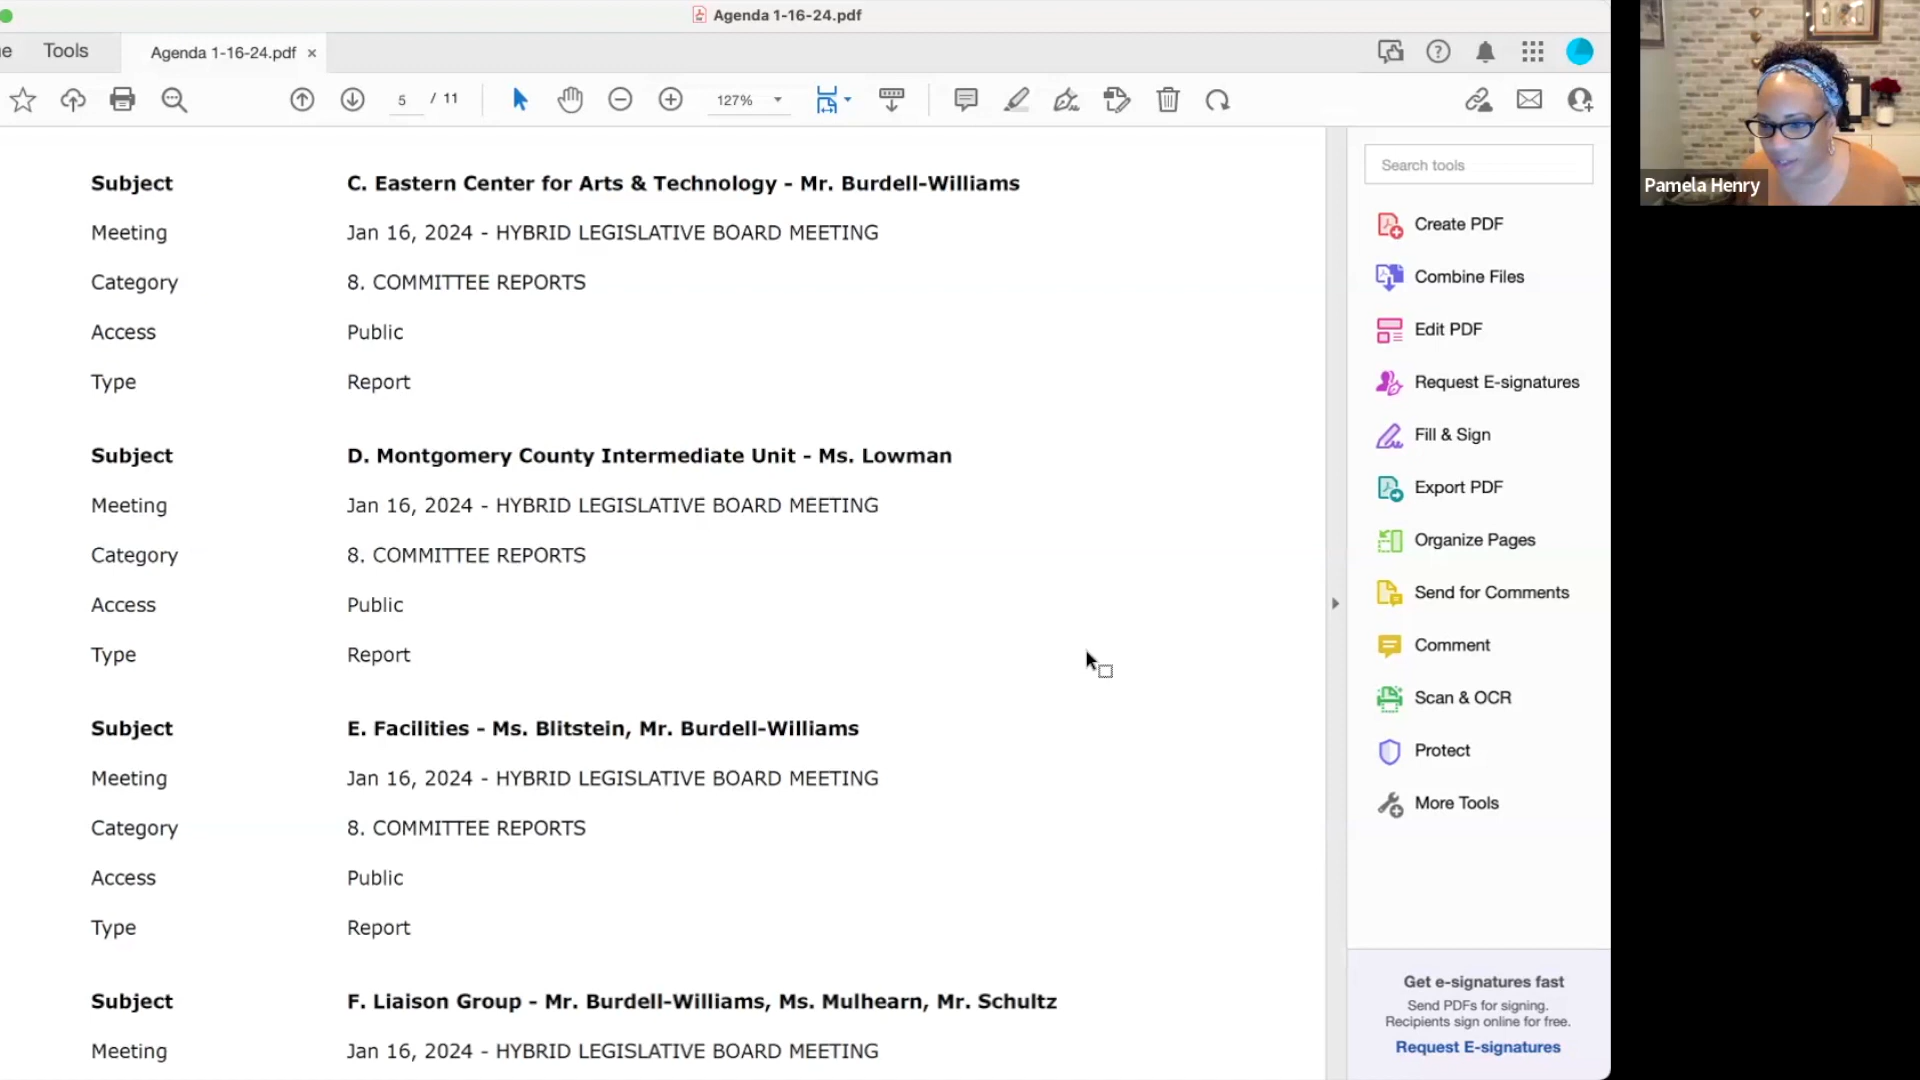 Agenda 1-16-24.pdf
e Tools Agenda 1-16-24.pdf ×
5 / 11 127%
Pamela Henry
Subject C. Eastern Center for Arts & Technology - Mr. Burdell-Williams
Meeting Jan 16, 2024 - HYBRID LEGISLATIVE BOARD MEETING
Category 8. COMMITTEE REPORTS
Access Public
Type Report
Subject D. Montgomery County Intermediate Unit - Ms. Lowman
Meeting Jan 16, 2024 - HYBRID LEGISLATIVE BOARD MEETING
Category 8. COMMITTEE REPORTS
Access Public
Type Report
Subject E. Facilities - Ms. Blitstein, Mr. Burdell-Williams
Meeting Jan 16, 2024 - HYBRID LEGISLATIVE BOARD MEETING
Category 8. COMMITTEE REPORTS
Access Public
Type Report
Subject F. Liaison Group - Mr. Burdell-Williams, Ms. Mulhearn, Mr. Schultz
Meeting Jan 16, 2024 - HYBRID LEGISLATIVE BOARD MEETING
Search tools
Create PDF
Combine Files
Edit PDF
Request E-signatures
Fill & Sign
Export PDF
Organize Pages
Send for Comments
Comment
Scan & OCR
Protect
More Tools
Get e-signatures fast
Send PDFs for signing.
Recipients sign online for free.
Request E-signatures